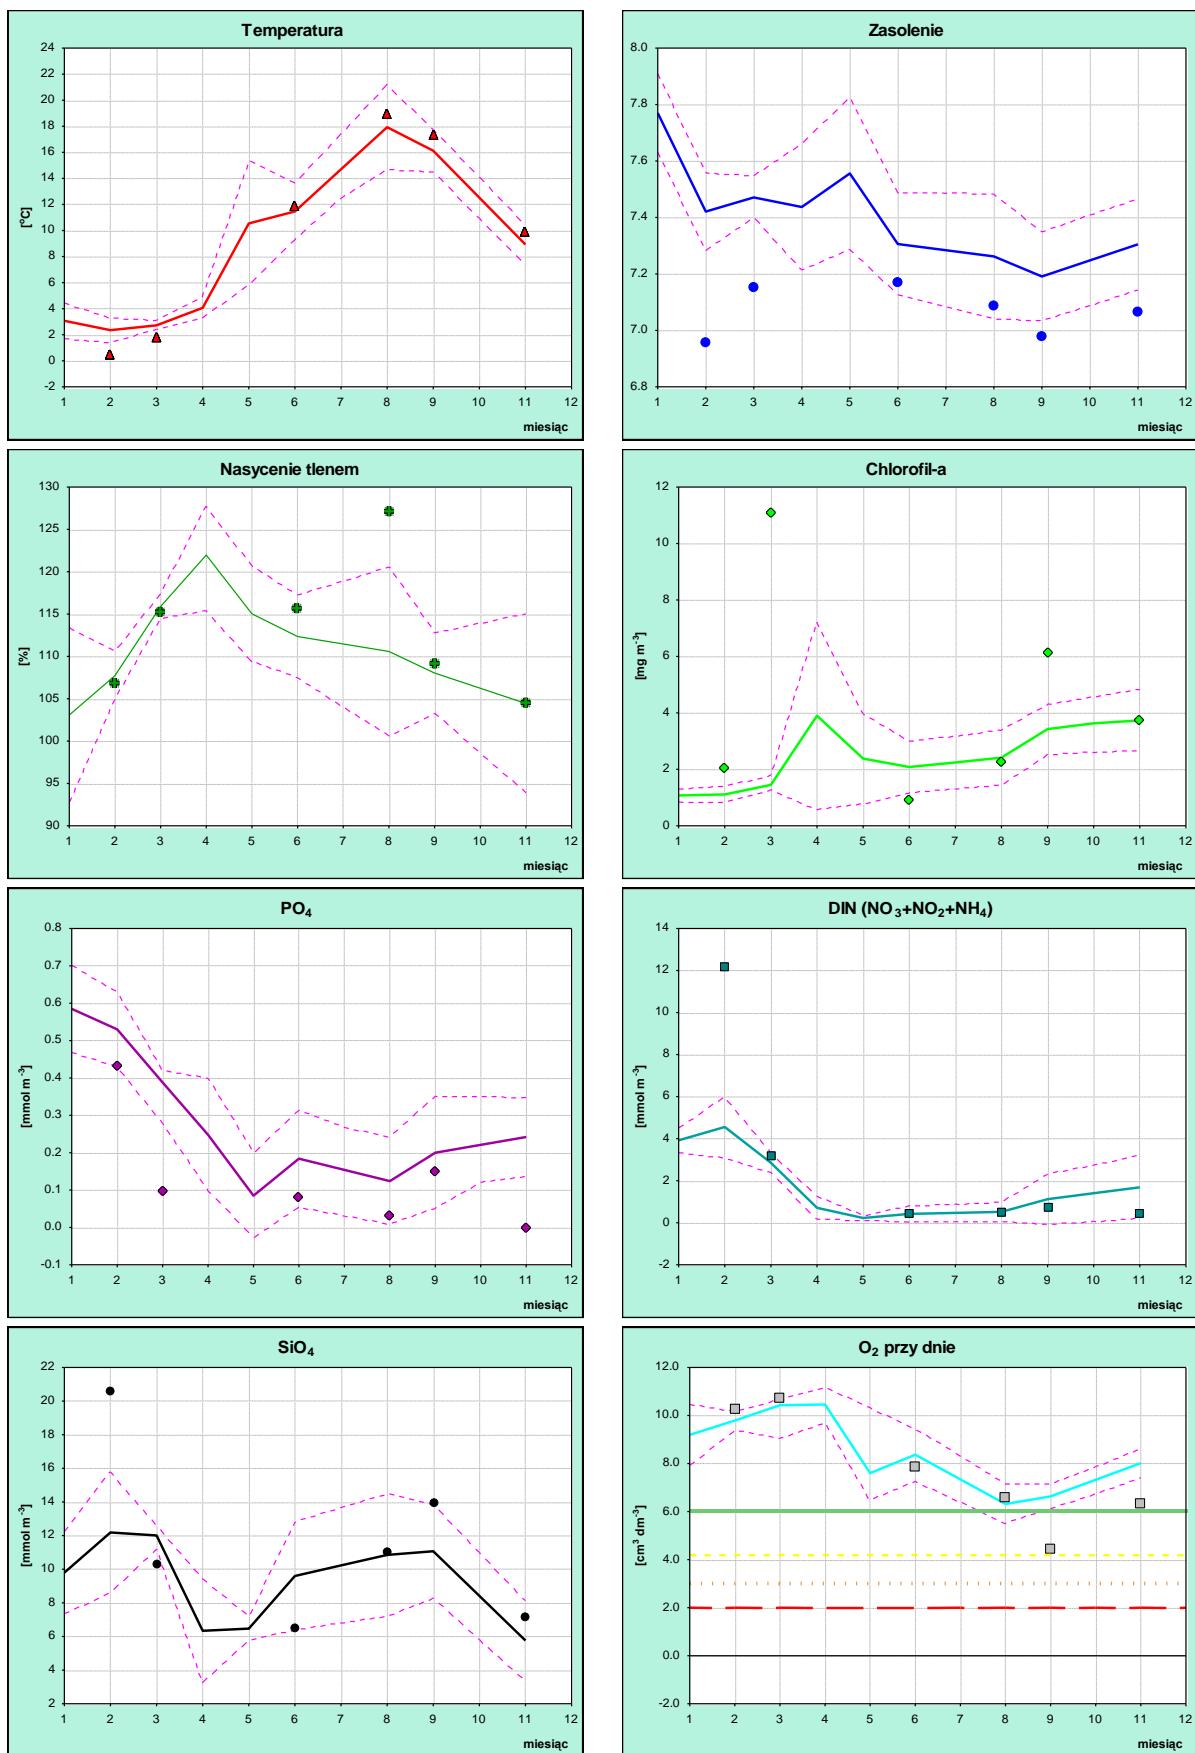 Temperatura
24
22
20
18
16
14
12
10
8
6
4
2
0
-2
[°C]
1 2 3 4 5 6 7 8 9 10 11 12
miesiąc
Zasolenie
8.0
7.8
7.6
7.4
7.2
7.0
6.8
1 2 3 4 5 6 7 8 9 10 11 12
miesiąc
Nasycenie tlenem
130
125
120
115
110
105
100
95
90
[%]
1 2 3 4 5 6 7 8 9 10 11 12
miesiąc
Chlorofil-a
12
10
8
6
4
2
0
[mg m⁻³]
1 2 3 4 5 6 7 8 9 10 11 12
miesiąc
PO₄
0.8
0.7
0.6
0.5
0.4
0.3
0.2
0.1
0.0
-0.1
[mmol m⁻³]
1 2 3 4 5 6 7 8 9 10 11 12
miesiąc
DIN (NO₃+NO₂+NH₄)
14
12
10
8
6
4
2
0
-2
[mmol m⁻³]
1 2 3 4 5 6 7 8 9 10 11 12
miesiąc
SiO₄
22
20
18
16
14
12
10
8
6
4
2
[mmol m⁻³]
1 2 3 4 5 6 7 8 9 10 11 12
miesiąc
O₂ przy dnie
12.0
10.0
8.0
6.0
4.0
2.0
0.0
-2.0
[cm³ dm⁻³]
1 2 3 4 5 6 7 8 9 10 11 12
miesiąc